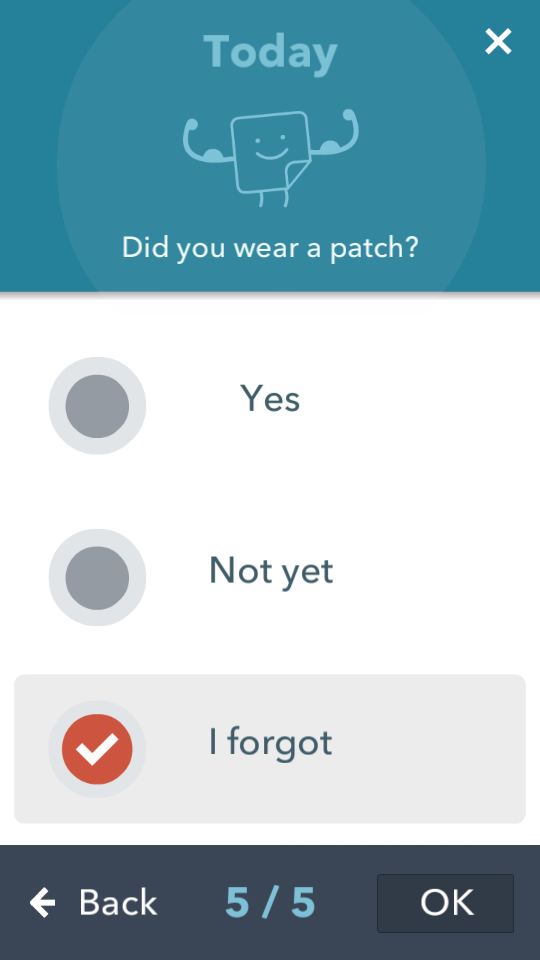 Today
Did you wear a patch?
Yes
Not yet
I forgot
Back 5 / 5 OK